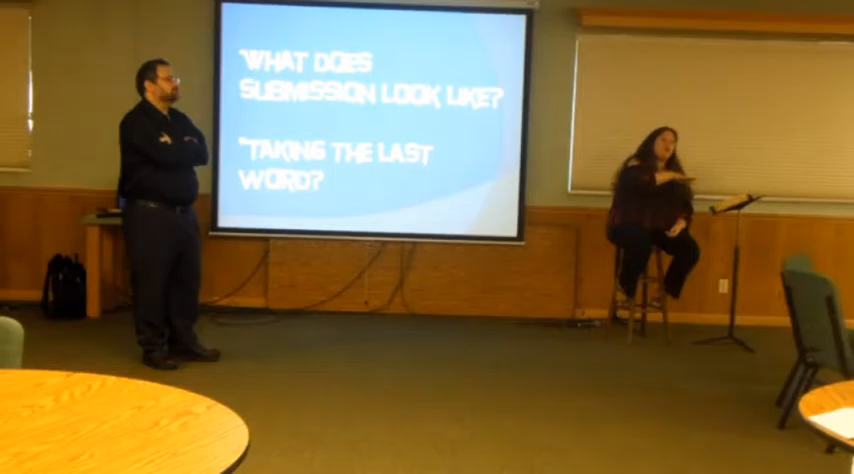 "WHAT DOES
SUBMISSION LOOK LIKE?
"TAKING THE LAST
WORD?